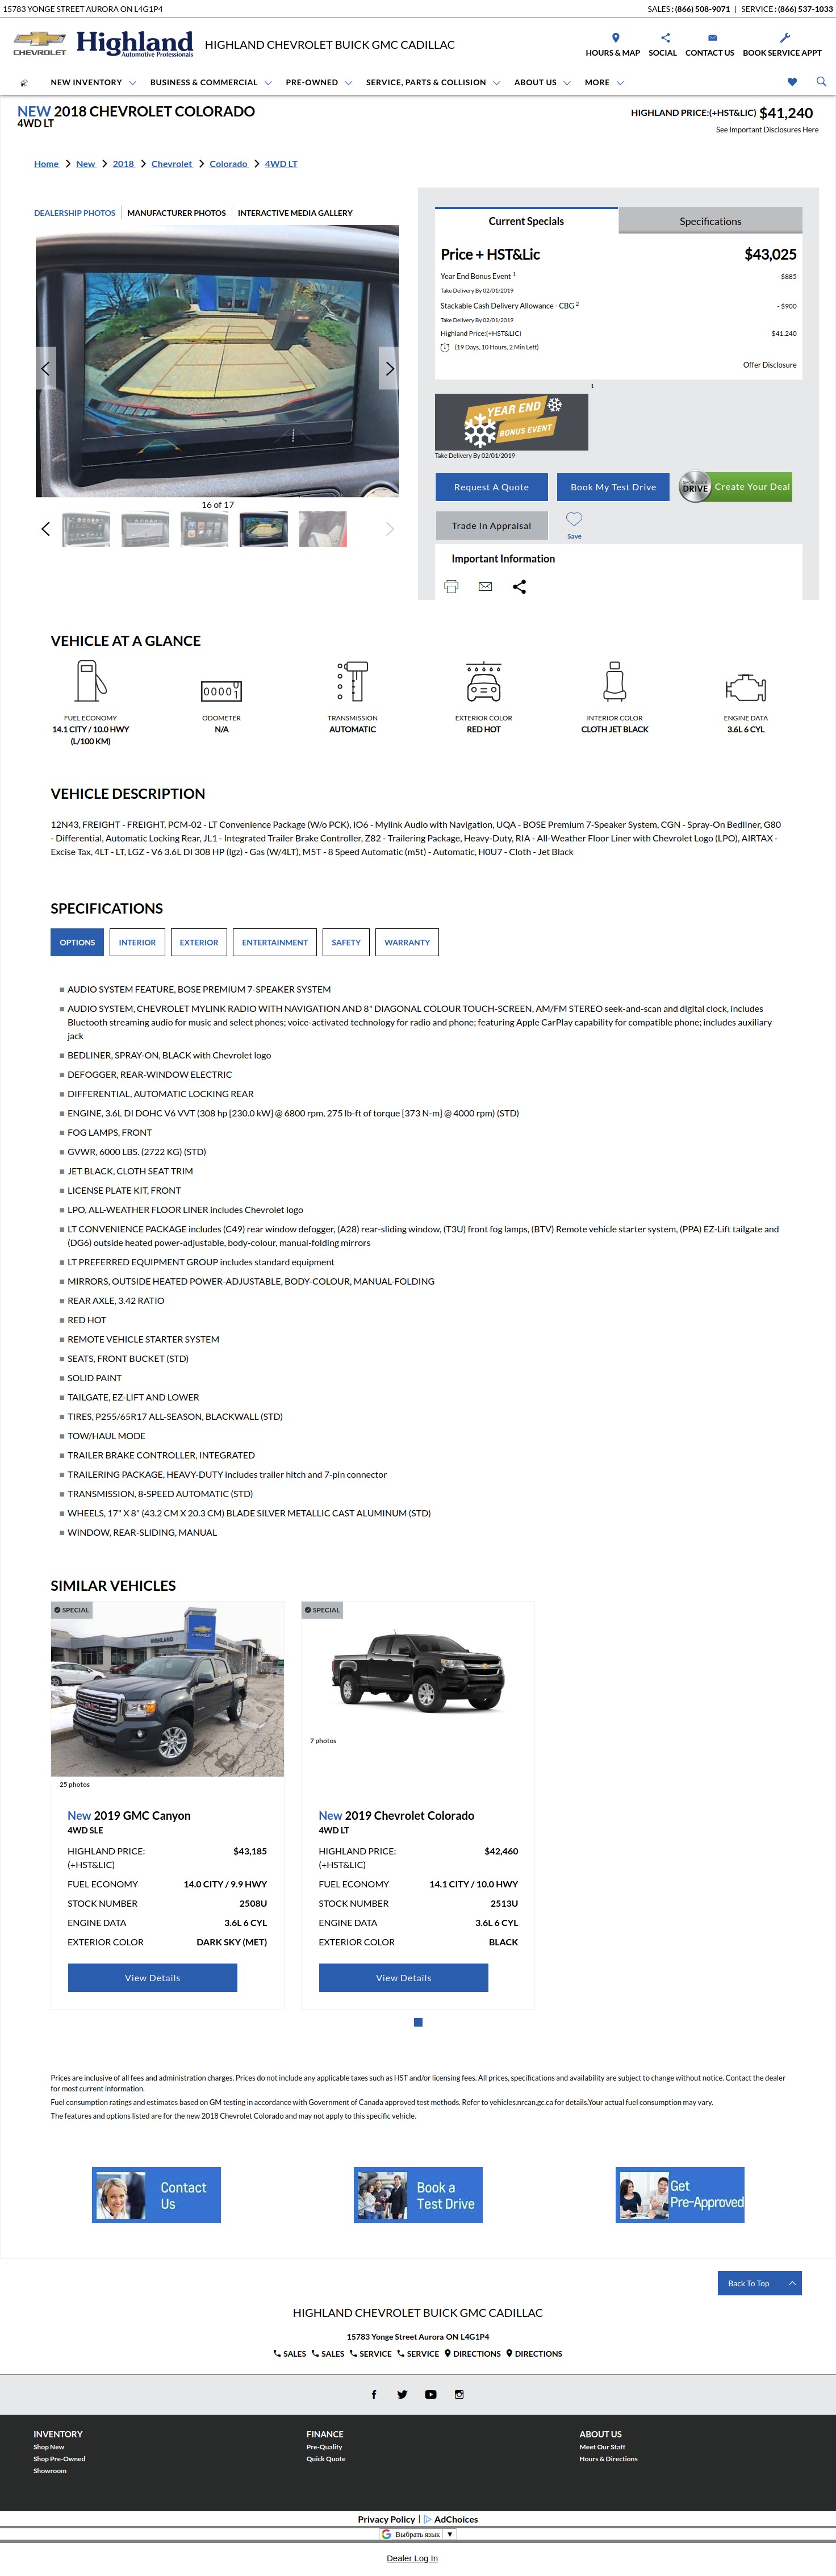 15783 YONGE STREET AURORA ON L4G1P4
SALES : (866) 508-9071 | SERVICE : (866) 537-1033
CHEVROLET
Highland
Automotive Professionals
HIGHLAND CHEVROLET BUICK GMC CADILLAC
HOURS & MAP SOCIAL CONTACT US BOOK SERVICE APPT
NEW INVENTORY BUSINESS & COMMERCIAL PRE-OWNED SERVICE, PARTS & COLLISION ABOUT US MORE
NEW 2018 CHEVROLET COLORADO
4WD LT
HIGHLAND PRICE:(+HST&LIC) $41,240
See Important Disclosures Here
Home New 2018 Chevrolet Colorado 4WD LT
DEALERSHIP PHOTOS MANUFACTURER PHOTOS INTERACTIVE MEDIA GALLERY
16 of 17
Current Specials
Specifications
Price + HST&Lic $43,025
Year End Bonus Event 1 - $885
Take Delivery By 02/01/2019
Stackable Cash Delivery Allowance - CBG 2 - $900
Take Delivery By 02/01/2019
Highland Price:(+HST&LIC) $41,240
(19 Days, 10 Hours, 2 Min Left)
Offer Disclosure
1
YEAR END
BONUS EVENT
Take Delivery By 02/01/2019
Request A Quote
Book My Test Drive
DRIVE
Create Your Deal
Trade In Appraisal
Save
Important Information
VEHICLE AT A GLANCE
FUEL ECONOMY
14.1 CITY / 10.0 HWY
(L/100 KM)
ODOMETER
N/A
TRANSMISSION
AUTOMATIC
EXTERIOR COLOR
RED HOT
INTERIOR COLOR
CLOTH JET BLACK
ENGINE DATA
3.6L 6 CYL
VEHICLE DESCRIPTION
12N43, FREIGHT - FREIGHT, PCM-02 - LT Convenience Package (W/o PCK), IO6 - Mylink Audio with Navigation, UQA - BOSE Premium 7-Speaker System, CGN - Spray-On Bedliner, G80
- Differential, Automatic Locking Rear, JL1 - Integrated Trailer Brake Controller, Z82 - Trailering Package, Heavy-Duty, RIA - All-Weather Floor Liner with Chevrolet Logo (LPO), AIRTAX -
Excise Tax, 4LT - LT, LGZ - V6 3.6L DI 308 HP (lgz) - Gas (W/4LT), M5T - 8 Speed Automatic (m5t) - Automatic, H0U7 - Cloth - Jet Black
SPECIFICATIONS
OPTIONS INTERIOR EXTERIOR ENTERTAINMENT SAFETY WARRANTY
AUDIO SYSTEM FEATURE, BOSE PREMIUM 7-SPEAKER SYSTEM
AUDIO SYSTEM, CHEVROLET MYLINK RADIO WITH NAVIGATION AND 8" DIAGONAL COLOUR TOUCH-SCREEN, AM/FM STEREO seek-and-scan and digital clock, includes
Bluetooth streaming audio for music and select phones; voice-activated technology for radio and phone; featuring Apple CarPlay capability for compatible phone; includes auxiliary
jack
BEDLINER, SPRAY-ON, BLACK with Chevrolet logo
DEFOGGER, REAR-WINDOW ELECTRIC
DIFFERENTIAL, AUTOMATIC LOCKING REAR
ENGINE, 3.6L DI DOHC V6 VVT (308 hp [230.0 kW] @ 6800 rpm, 275 lb-ft of torque [373 N-m] @ 4000 rpm) (STD)
FOG LAMPS, FRONT
GVWR, 6000 LBS. (2722 KG) (STD)
JET BLACK, CLOTH SEAT TRIM
LICENSE PLATE KIT, FRONT
LPO, ALL-WEATHER FLOOR LINER includes Chevrolet logo
LT CONVENIENCE PACKAGE includes (C49) rear window defogger, (A28) rear-sliding window, (T3U) front fog lamps, (BTV) Remote vehicle starter system, (PPA) EZ-Lift tailgate and
(DG6) outside heated power-adjustable, body-colour, manual-folding mirrors
LT PREFERRED EQUIPMENT GROUP includes standard equipment
MIRRORS, OUTSIDE HEATED POWER-ADJUSTABLE, BODY-COLOUR, MANUAL-FOLDING
REAR AXLE, 3.42 RATIO
RED HOT
REMOTE VEHICLE STARTER SYSTEM
SEATS, FRONT BUCKET (STD)
SOLID PAINT
TAILGATE, EZ-LIFT AND LOWER
TIRES, P255/65R17 ALL-SEASON, BLACKWALL (STD)
TOW/HAUL MODE
TRAILER BRAKE CONTROLLER, INTEGRATED
TRAILERING PACKAGE, HEAVY-DUTY includes trailer hitch and 7-pin connector
TRANSMISSION, 8-SPEED AUTOMATIC (STD)
WHEELS, 17" X 8" (43.2 CM X 20.3 CM) BLADE SILVER METALLIC CAST ALUMINUM (STD)
WINDOW, REAR-SLIDING, MANUAL
SIMILAR VEHICLES
SPECIAL
25 photos
New 2019 GMC Canyon
4WD SLE
HIGHLAND PRICE: $43,185
(+HST&LIC)
FUEL ECONOMY 14.0 CITY / 9.9 HWY
STOCK NUMBER 2508U
ENGINE DATA 3.6L 6 CYL
EXTERIOR COLOR DARK SKY (MET)
View Details
SPECIAL
7 photos
New 2019 Chevrolet Colorado
4WD LT
HIGHLAND PRICE: $42,460
(+HST&LIC)
FUEL ECONOMY 14.1 CITY / 10.0 HWY
STOCK NUMBER 2513U
ENGINE DATA 3.6L 6 CYL
EXTERIOR COLOR BLACK
View Details
Prices are inclusive of all fees and administration charges. Prices do not include any applicable taxes such as HST and/or licensing fees. All prices, specifications and availability are subject to change without notice. Contact the dealer
for most current information.
Fuel consumption ratings and estimates based on GM testing in accordance with Government of Canada approved test methods. Refer to vehicles.nrcan.gc.ca for details.Your actual fuel consumption may vary.
The features and options listed are for the new 2018 Chevrolet Colorado and may not apply to this specific vehicle.
Contact
Us
Book a
Test Drive
Get
Pre-Approved
Back To Top
HIGHLAND CHEVROLET BUICK GMC CADILLAC
15783 Yonge Street Aurora ON L4G1P4
SALES SALES SERVICE SERVICE DIRECTIONS DIRECTIONS
INVENTORY
Shop New
Shop Pre-Owned
Showroom
FINANCE
Pre-Qualify
Quick Quote
ABOUT US
Meet Our Staff
Hours & Directions
Privacy Policy | AdChoices
Выбрать язык ▼
Dealer Log In